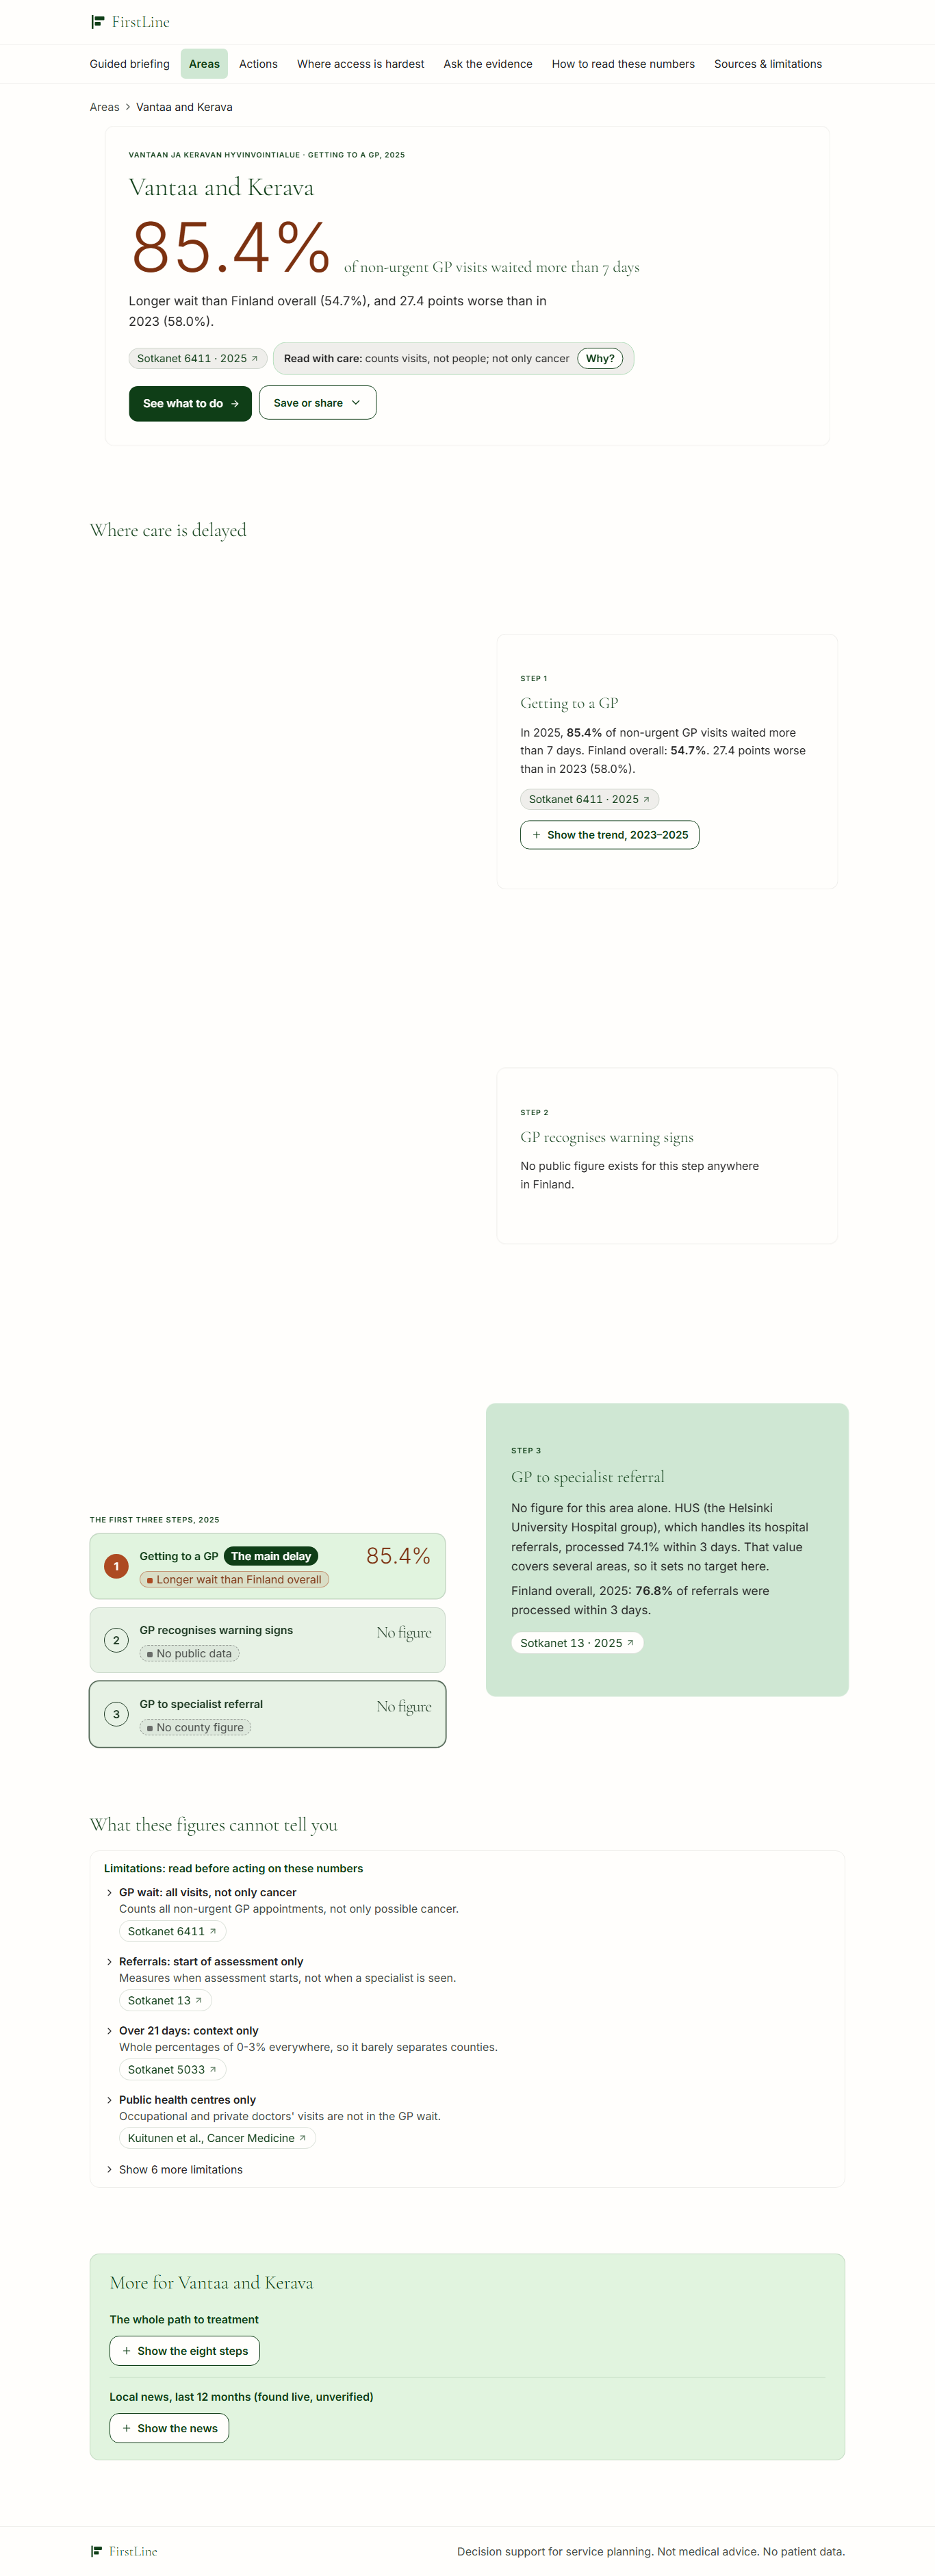 FirstLine
Guided briefing
Areas
Actions
Where access is hardest
Ask the evidence
How to read these numbers
Sources & limitations
Areas › Vantaa and Kerava
VANTAAN JA KERAVAN HYVINVOINTIALUE · GETTING TO A GP, 2025
Vantaa and Kerava
85.4% of non-urgent GP visits waited more than 7 days
Longer wait than Finland overall (54.7%), and 27.4 points worse than in
2023 (58.0%).
Sotkanet 6411 · 2025 ↗
Read with care: counts visits, not people; not only cancer
Why?
See what to do →
Save or share
Where care is delayed
STEP 1
Getting to a GP
In 2025, 85.4% of non-urgent GP visits waited more
than 7 days. Finland overall: 54.7%. 27.4 points worse
than in 2023 (58.0%).
Sotkanet 6411 · 2025 ↗
+ Show the trend, 2023–2025
STEP 2
GP recognises warning signs
No public figure exists for this step anywhere
in Finland.
STEP 3
GP to specialist referral
No figure for this area alone. HUS (the Helsinki
University Hospital group), which handles its hospital
referrals, processed 74.1% within 3 days. That value
covers several areas, so it sets no target here.
Finland overall, 2025: 76.8% of referrals were
processed within 3 days.
Sotkanet 13 · 2025 ↗
THE FIRST THREE STEPS, 2025
1
Getting to a GP
The main delay
85.4%
Longer wait than Finland overall
2
GP recognises warning signs
No figure
No public data
3
GP to specialist referral
No figure
No county figure
What these figures cannot tell you
Limitations: read before acting on these numbers
GP wait: all visits, not only cancer
Counts all non-urgent GP appointments, not only possible cancer.
Sotkanet 6411 ↗
Referrals: start of assessment only
Measures when assessment starts, not when a specialist is seen.
Sotkanet 13 ↗
Over 21 days: context only
Whole percentages of 0-3% everywhere, so it barely separates counties.
Sotkanet 5033 ↗
Public health centres only
Occupational and private doctors' visits are not in the GP wait.
Kuitunen et al., Cancer Medicine ↗
Show 6 more limitations
More for Vantaa and Kerava
The whole path to treatment
+ Show the eight steps
Local news, last 12 months (found live, unverified)
+ Show the news
FirstLine
Decision support for service planning. Not medical advice. No patient data.